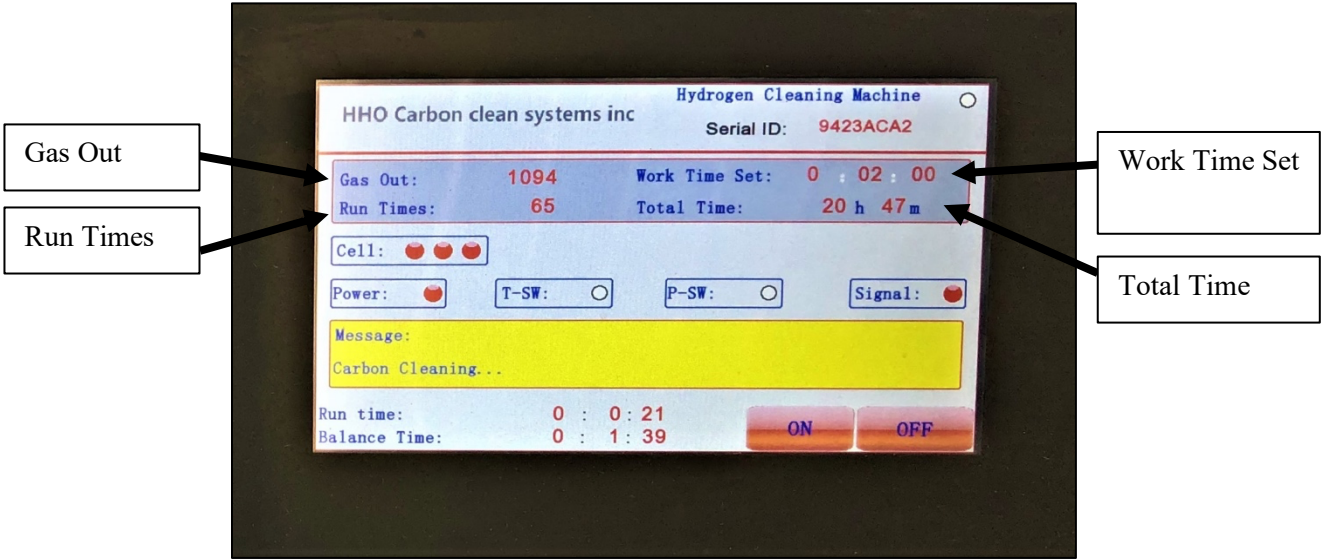 Gas Out
Run Times
HHO Carbon clean systems inc
Hydrogen Cleaning Machine
Serial ID: 9423ACA2
Gas Out: 1094 Work Time Set: 0 : 02 : 00
Run Times: 65 Total Time: 20 h 47 m
Cell:
Power: T-SW: P-SW: Signal:
Message:
Carbon Cleaning...
Run time: 0 : 0 : 21
Balance Time: 0 : 1 : 39
ON OFF
Work Time Set
Total Time